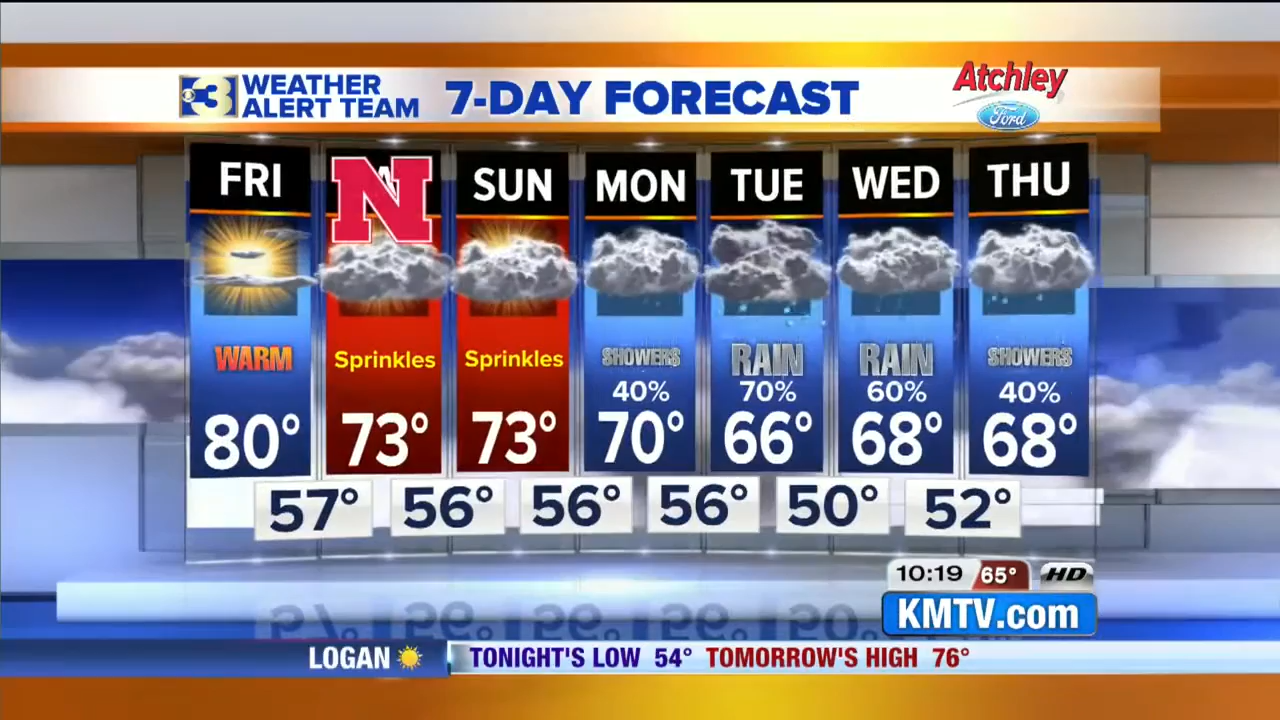 3 WEATHER ALERT TEAM
7-DAY FORECAST
Atchley
Ford
FRI N SUN MON TUE WED THU
WARM Sprinkles Sprinkles SHOWERS RAIN RAIN SHOWERS
40% 70% 60% 40%
80° 73° 73° 70° 66° 68° 68°
57° 56° 56° 56° 50° 52°
10:19 65° HD
KMTV.com
LOGAN TONIGHT'S LOW 54° TOMORROW'S HIGH 76°